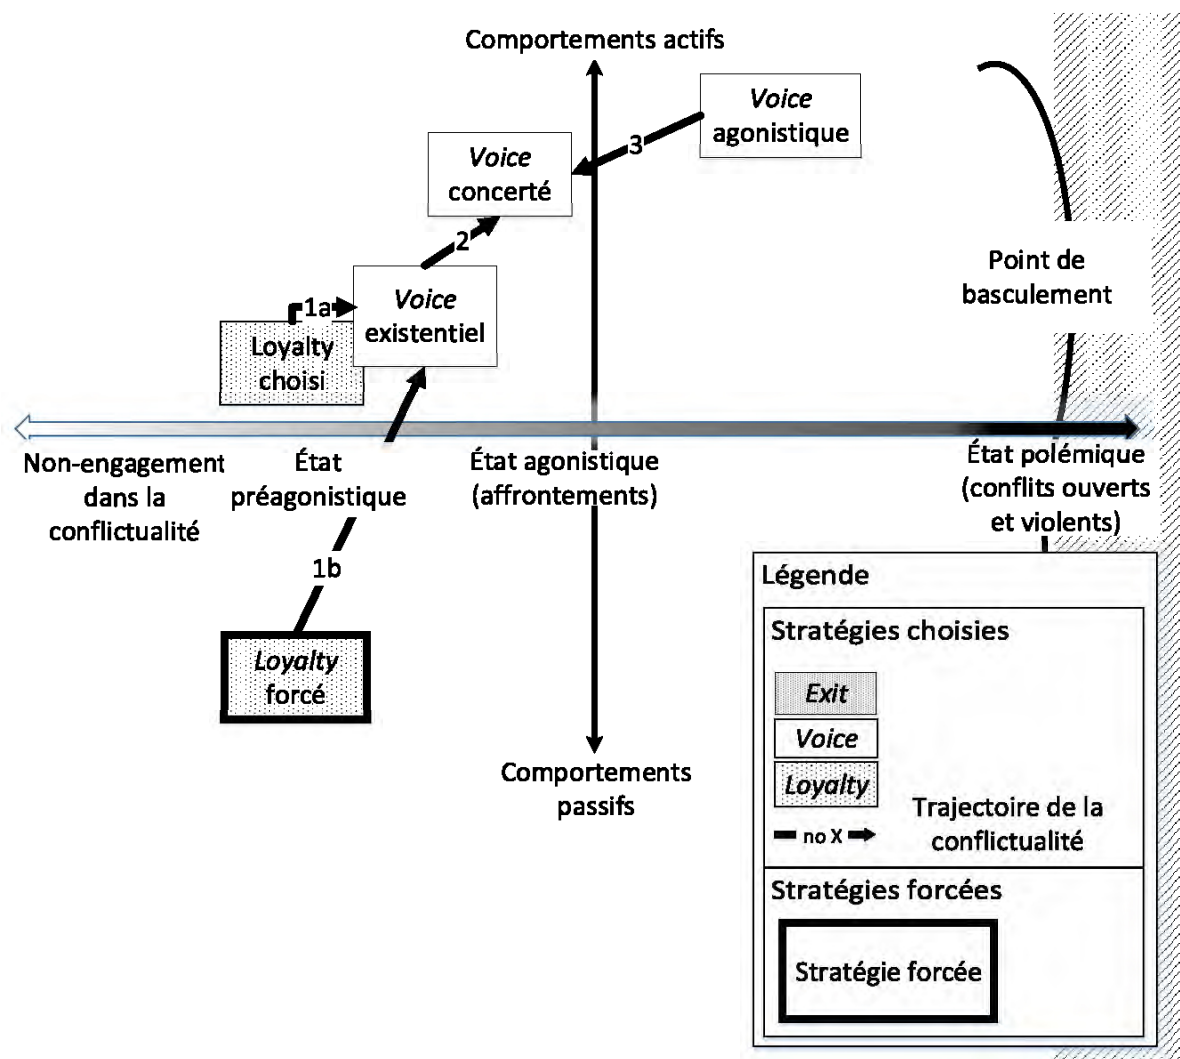 Comportements actifs
Voice
agonistique
3
Voice
concerté
2
1a
Voice
existentiel
Loyalty
choisi
Point de
basculement
Non-engagement
dans la
conflictualité
État
préagonistique
État agonistique
(affrontements)
État polémique
(conflits ouverts
et violents)
1b
Loyalty
forcé
Comportements
passifs
Légende
Stratégies choisies
Exit
Voice
Loyalty
no X
Trajectoire de la
conflictualité
Stratégies forcées
Stratégie forcée